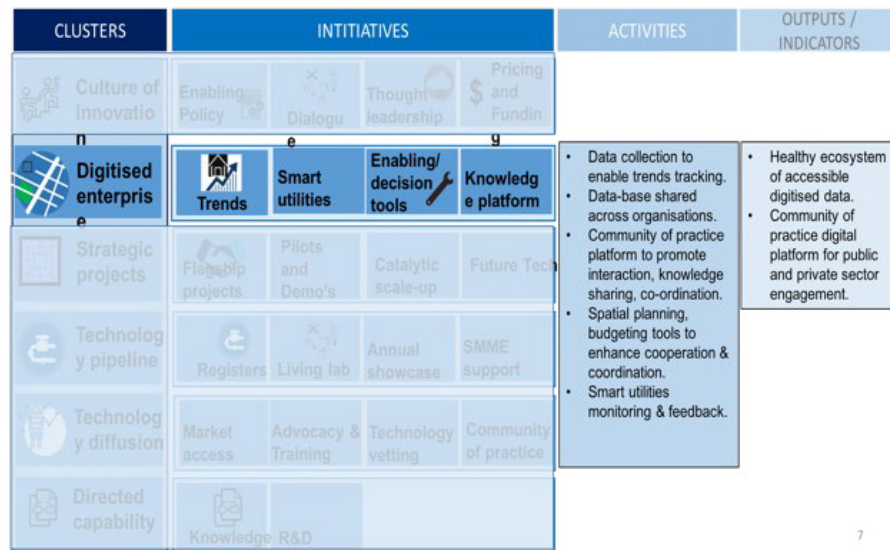 CLUSTERS
INTITIATIVES
ACTIVITIES
OUTPUTS /
INDICATORS
Culture of
innovatio
n
Enabling
Policy
Dialogu
e
Thought
leadership
$
Pricing
and
Fundin
g
Digitised
enterpris
e
Trends
Smart
utilities
Enabling/
decision
tools
Knowledg
e platform
Strategic
projects
Flagship
projects
Pilots
and
Demo's
Catalytic
scale-up
Future Tech
Technolog
y pipeline
Registers
Living lab
Annual
showcase
SMME
support
Technolog
y diffusion
Market
access
Advocacy &
Training
Technology
vetting
Community
of practice
Directed
capability
Knowledge
R&D
• Data collection to
enable trends tracking.
• Data-base shared
across organisations.
• Community of practice
platform to promote
interaction, knowledge
sharing, co-ordination.
• Spatial planning,
budgeting tools to
enhance cooperation &
coordination.
• Smart utilities
monitoring & feedback.
• Healthy ecosystem
of accessible
digitised data.
• Community of
practice digital
platform for public
and private sector
engagement.
7